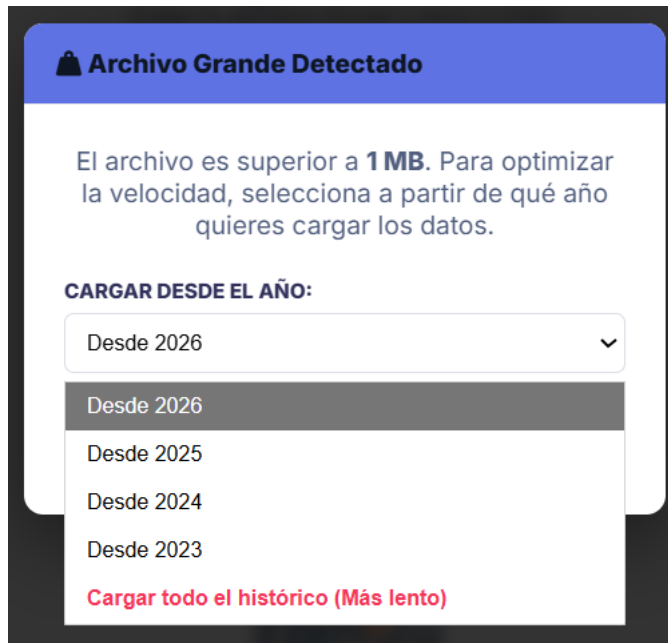 Archivo Grande Detectado
El archivo es superior a 1 MB. Para optimizar
la velocidad, selecciona a partir de qué año
quieres cargar los datos.
CARGAR DESDE EL AÑO:
Desde 2026
Desde 2026
Desde 2025
Desde 2024
Desde 2023
Cargar todo el histórico (Más lento)